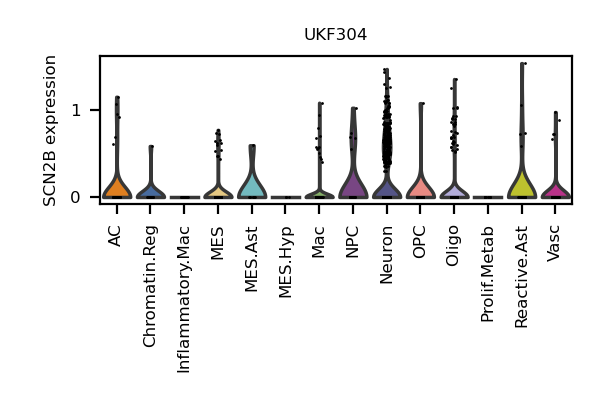 UKF304
SCN2B expression
1
0
AC
Chromatin.Reg
Inflammatory.Mac
MES
MES.Ast
MES.Hyp
Mac
NPC
Neuron
OPC
Oligo
Prolif.Metab
Reactive.Ast
Vasc